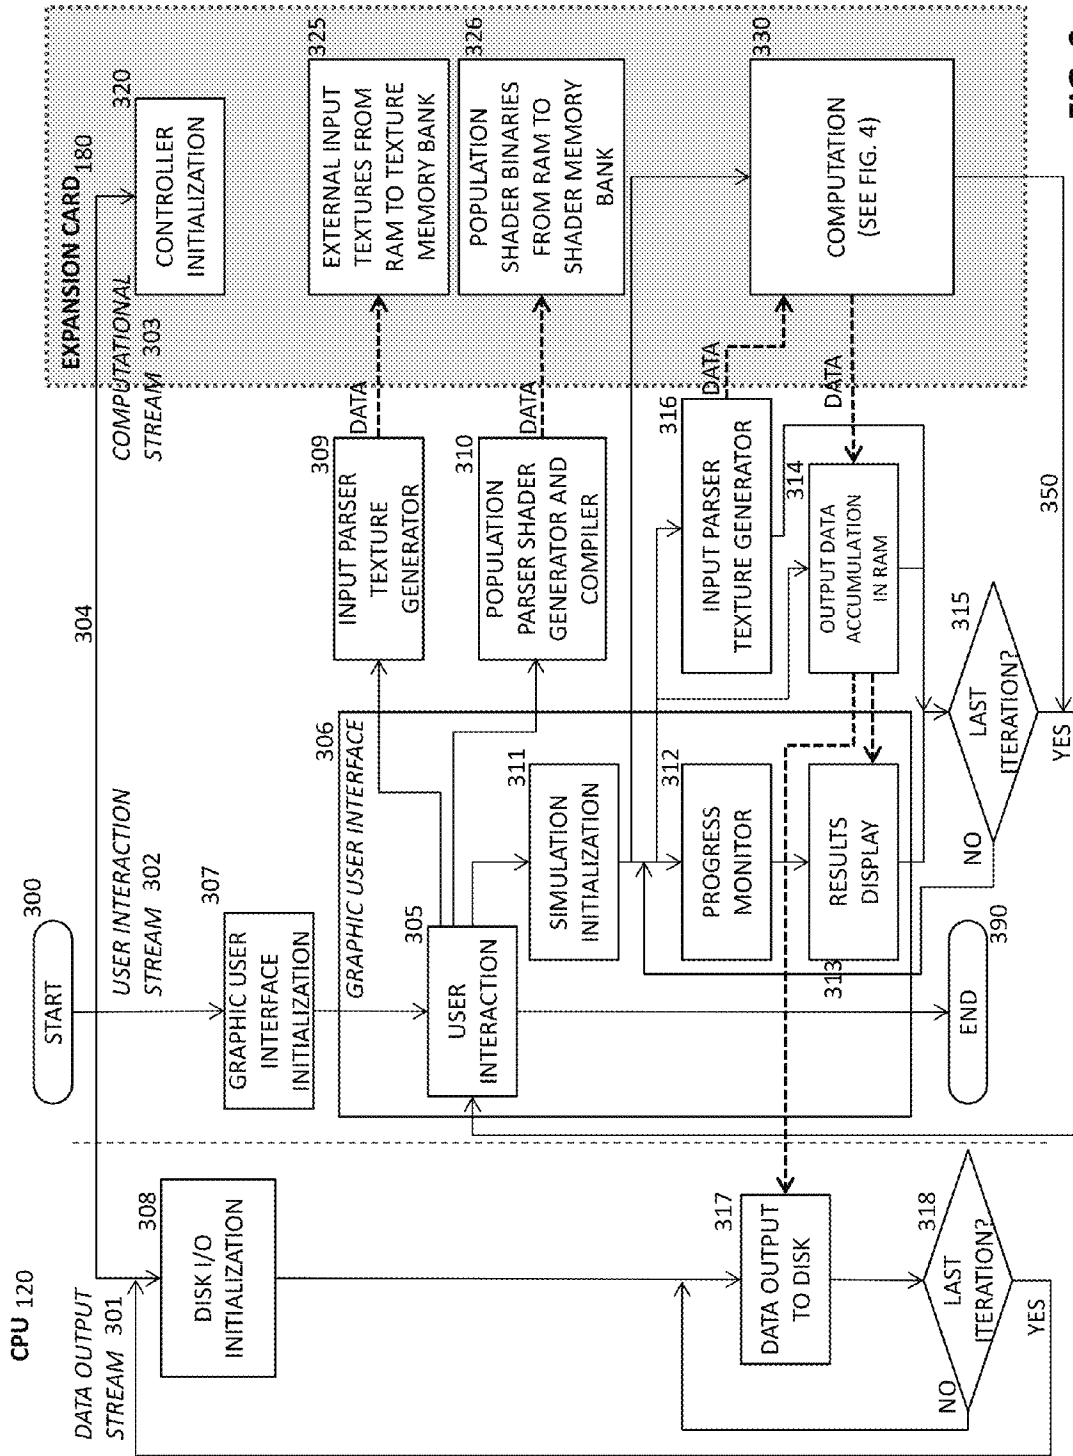 CPU 120
DATA OUTPUT
STREAM 301
308
DISK I/O
INITIALIZATION
317
DATA OUTPUT
TO DISK
318
LAST
ITERATION?
NO
YES
300
START
304
USER INTERACTION
STREAM 302
307
GRAPHIC USER
INTERFACE
INITIALIZATION
306
GRAPHIC USER INTERFACE
305
USER
INTERACTION
311
SIMULATION
INITIALIZATION
312
PROGRESS
MONITOR
313
RESULTS
DISPLAY
390
END
309
INPUT PARSER
TEXTURE
GENERATOR
DATA
310
POPULATION
PARSER SHADER
GENERATOR AND
COMPILER
DATA
316
INPUT PARSER
TEXTURE GENERATOR
DATA
314
OUTPUT DATA
ACCUMULATION
IN RAM
DATA
315
LAST
ITERATION?
NO
YES
350
EXPANSION CARD 180
COMPUTATIONAL
STREAM 303
320
CONTROLLER
INITIALIZATION
325
EXTERNAL INPUT
TEXTURES FROM
RAM TO TEXTURE
MEMORY BANK
326
POPULATION
SHADER BINARIES
FROM RAM TO
SHADER MEMORY
BANK
330
COMPUTATION
(SEE FIG. 4)